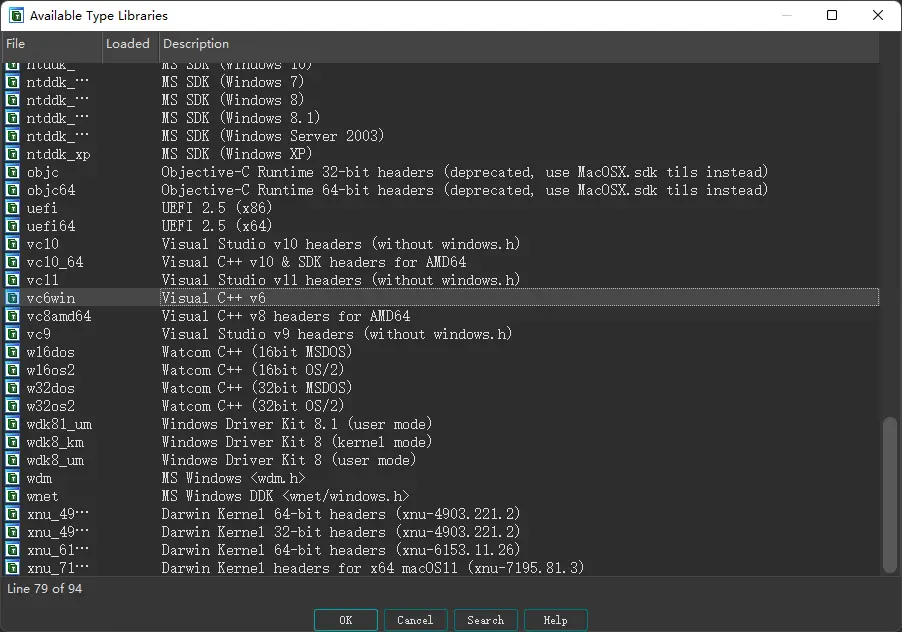 Available Type Libraries
File Loaded Description
ntddk_ MS SDK (Windows 10)
ntddk_… MS SDK (Windows 7)
ntddk_… MS SDK (Windows 8)
ntddk_… MS SDK (Windows 8.1)
ntddk_… MS SDK (Windows Server 2003)
ntddk_xp MS SDK (Windows XP)
objc Objective-C Runtime 32-bit headers (deprecated, use MacOSX.sdk tils instead)
objc64 Objective-C Runtime 64-bit headers (deprecated, use MacOSX.sdk tils instead)
uefi UEFI 2.5 (x86)
uefi64 UEFI 2.5 (x64)
vc10 Visual Studio v10 headers (without windows.h)
vc10_64 Visual C++ v10 & SDK headers for AMD64
vc11 Visual Studio v11 headers (without windows.h)
vc6win Visual C++ v6
vc8amd64 Visual C++ v8 headers for AMD64
vc9 Visual Studio v9 headers (without windows.h)
w16dos Watcom C++ (16bit MSDOS)
w16os2 Watcom C++ (16bit OS/2)
w32dos Watcom C++ (32bit MSDOS)
w32os2 Watcom C++ (32bit OS/2)
wdk81_um Windows Driver Kit 8.1 (user mode)
wdk8_km Windows Driver Kit 8 (kernel mode)
wdk8_um Windows Driver Kit 8 (user mode)
wdm MS Windows <wdm.h>
wnet MS Windows DDK <wnet/windows.h>
xnu_49… Darwin Kernel 64-bit headers (xnu-4903.221.2)
xnu_49… Darwin Kernel 32-bit headers (xnu-4903.221.2)
xnu_61… Darwin Kernel 64-bit headers (xnu-6153.11.26)
xnu_71… Darwin Kernel headers for x64 macOS11 (xnu-7195.81.3)
Line 79 of 94
OK Cancel Search Help